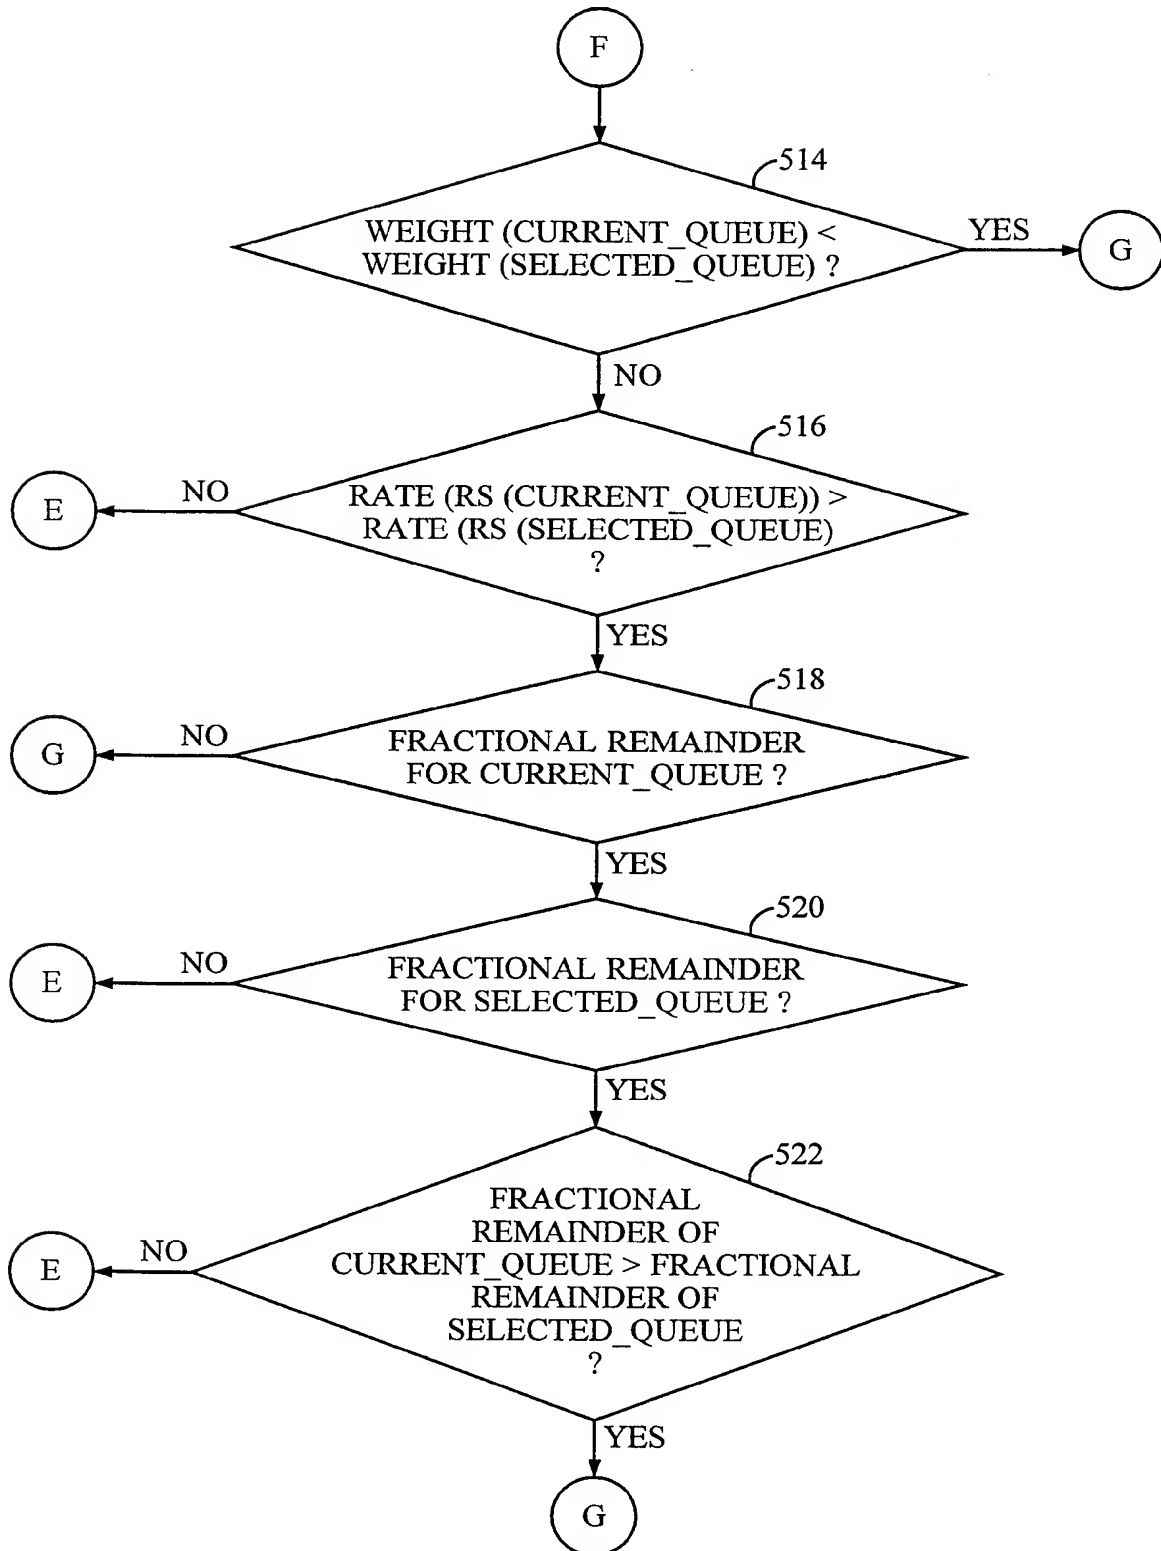 F
514
WEIGHT (CURRENT_QUEUE) <
WEIGHT (SELECTED_QUEUE) ?
YES
G
NO
516
E
NO
RATE (RS (CURRENT_QUEUE)) >
RATE (RS (SELECTED_QUEUE)
?
YES
518
G
NO
FRACTIONAL REMAINDER
FOR CURRENT_QUEUE ?
YES
520
E
NO
FRACTIONAL REMAINDER
FOR SELECTED_QUEUE ?
YES
522
E
NO
FRACTIONAL
REMAINDER OF
CURRENT_QUEUE > FRACTIONAL
REMAINDER OF
SELECTED_QUEUE
?
YES
G